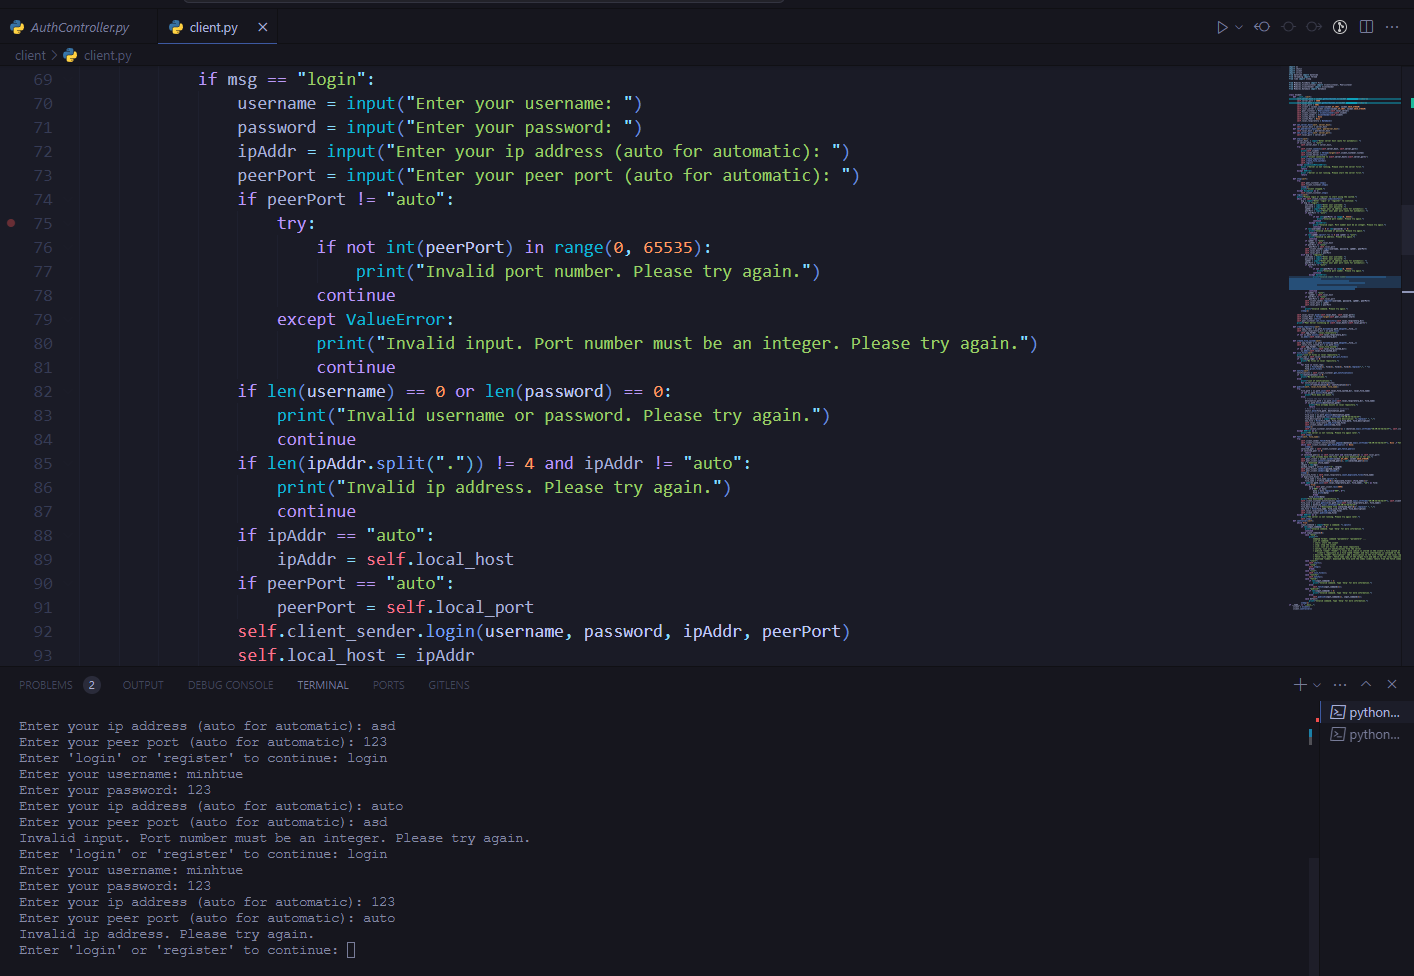 AuthController.py
client.py
client > client.py
69 if msg == "login":
70 username = input("Enter your username: ")
71 password = input("Enter your password: ")
72 ipAddr = input("Enter your ip address (auto for automatic): ")
73 peerPort = input("Enter your peer port (auto for automatic): ")
74 if peerPort != "auto":
75 try:
76 if not int(peerPort) in range(0, 65535):
77 print("Invalid port number. Please try again.")
78 continue
79 except ValueError:
80 print("Invalid input. Port number must be an integer. Please try again.")
81 continue
82 if len(username) == 0 or len(password) == 0:
83 print("Invalid username or password. Please try again.")
84 continue
85 if len(ipAddr.split(".")) != 4 and ipAddr != "auto":
86 print("Invalid ip address. Please try again.")
87 continue
88 if ipAddr == "auto":
89 ipAddr = self.local_host
90 if peerPort == "auto":
91 peerPort = self.local_port
92 self.client_sender.login(username, password, ipAddr, peerPort)
93 self.local_host = ipAddr
PROBLEMS 2 OUTPUT DEBUG CONSOLE TERMINAL PORTS GITLENS
python...
python...
Enter your ip address (auto for automatic): asd
Enter your peer port (auto for automatic): 123
Enter 'login' or 'register' to continue: login
Enter your username: minhtue
Enter your password: 123
Enter your ip address (auto for automatic): auto
Enter your peer port (auto for automatic): asd
Invalid input. Port number must be an integer. Please try again.
Enter 'login' or 'register' to continue: login
Enter your username: minhtue
Enter your password: 123
Enter your ip address (auto for automatic): 123
Enter your peer port (auto for automatic): auto
Invalid ip address. Please try again.
Enter 'login' or 'register' to continue: